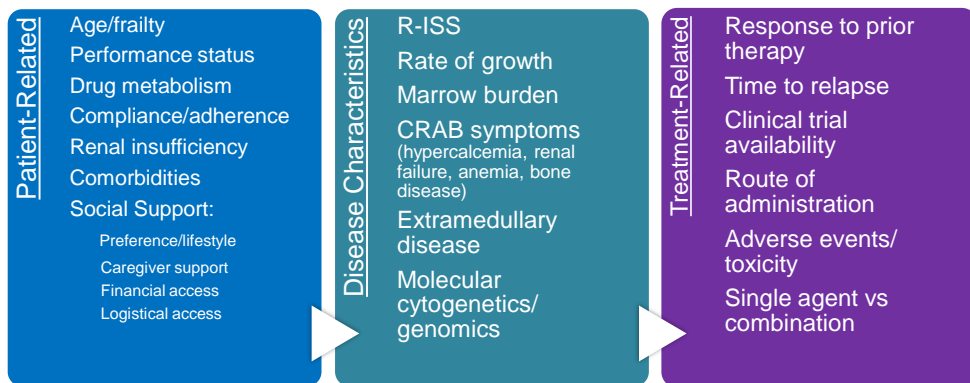 Patient-Related
Age/frailty
Performance status
Drug metabolism
Compliance/adherence
Renal insufficiency
Comorbidities
Social Support:
Preference/lifestyle
Caregiver support
Financial access
Logistical access
Disease Characteristics
R-ISS
Rate of growth
Marrow burden
CRAB symptoms
(hypercalcemia, renal
failure, anemia, bone
disease)
Extramedullary
disease
Molecular
cytogenetics/
genomics
Treatment-Related
Response to prior
therapy
Time to relapse
Clinical trial
availability
Route of
administration
Adverse events/
toxicity
Single agent vs
combination